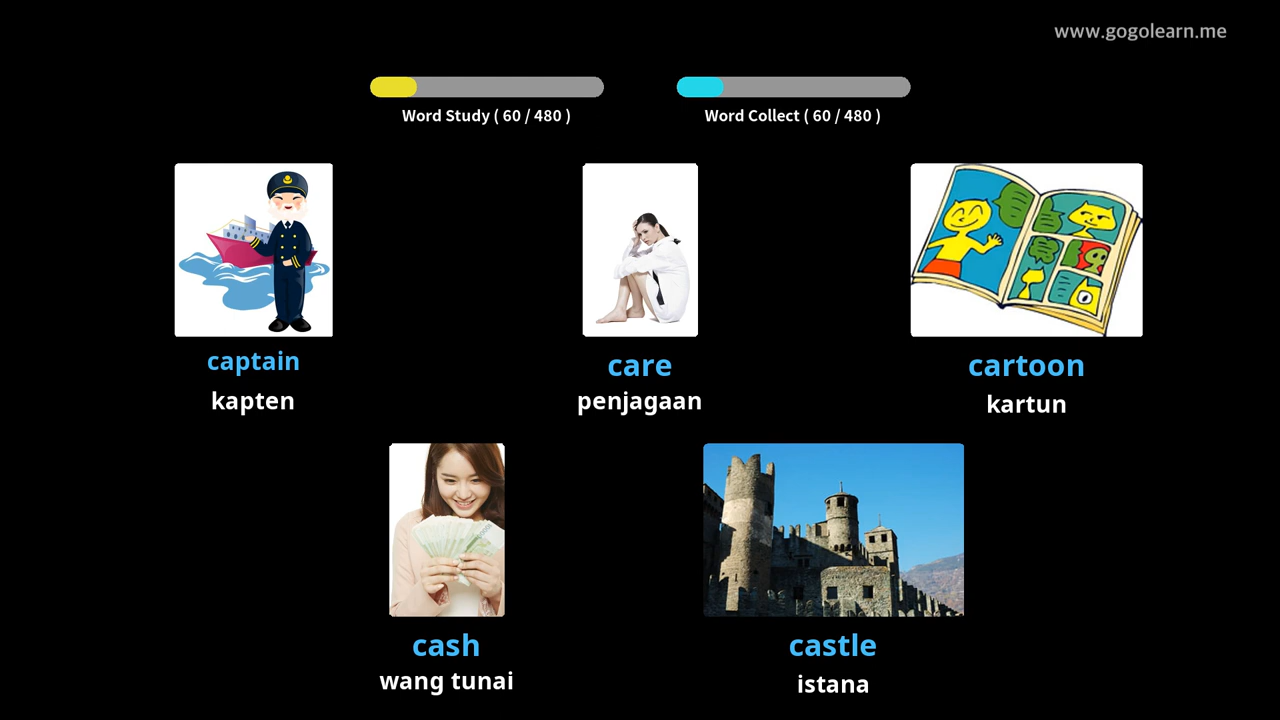 www.gogolearn.me
Word Study ( 60 / 480 )
Word Collect ( 60 / 480 )
captain
kapten
care
penjagaan
cartoon
kartun
cash
wang tunai
castle
istana